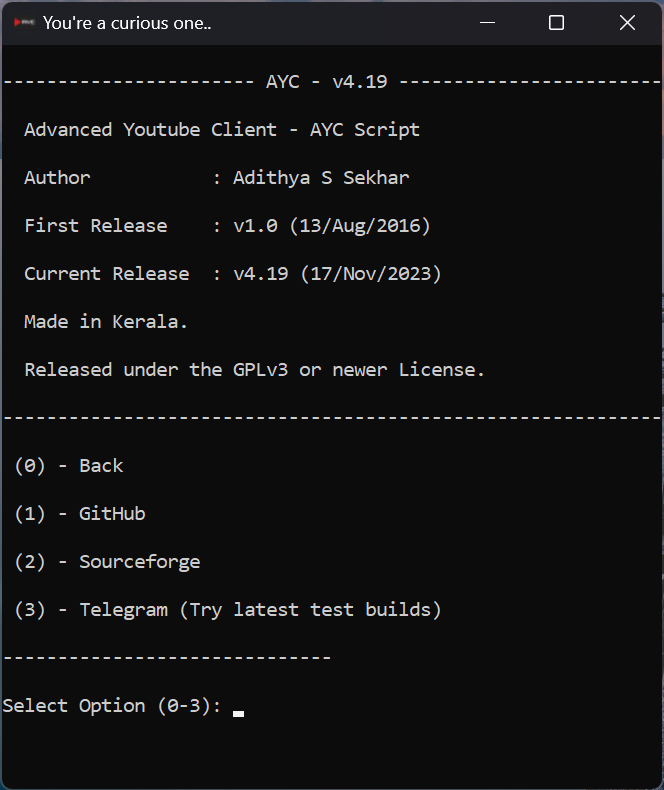 You're a curious one..
----------------------- AYC - v4.19 ------------------------
Advanced Youtube Client - AYC Script
Author : Adithya S Sekhar
First Release : v1.0 (13/Aug/2016)
Current Release : v4.19 (17/Nov/2023)
Made in Kerala.
Released under the GPLv3 or newer License.
------------------------------------------------------------
(0) - Back
(1) - GitHub
(2) - Sourceforge
(3) - Telegram (Try latest test builds)
------------------------------
Select Option (0-3):